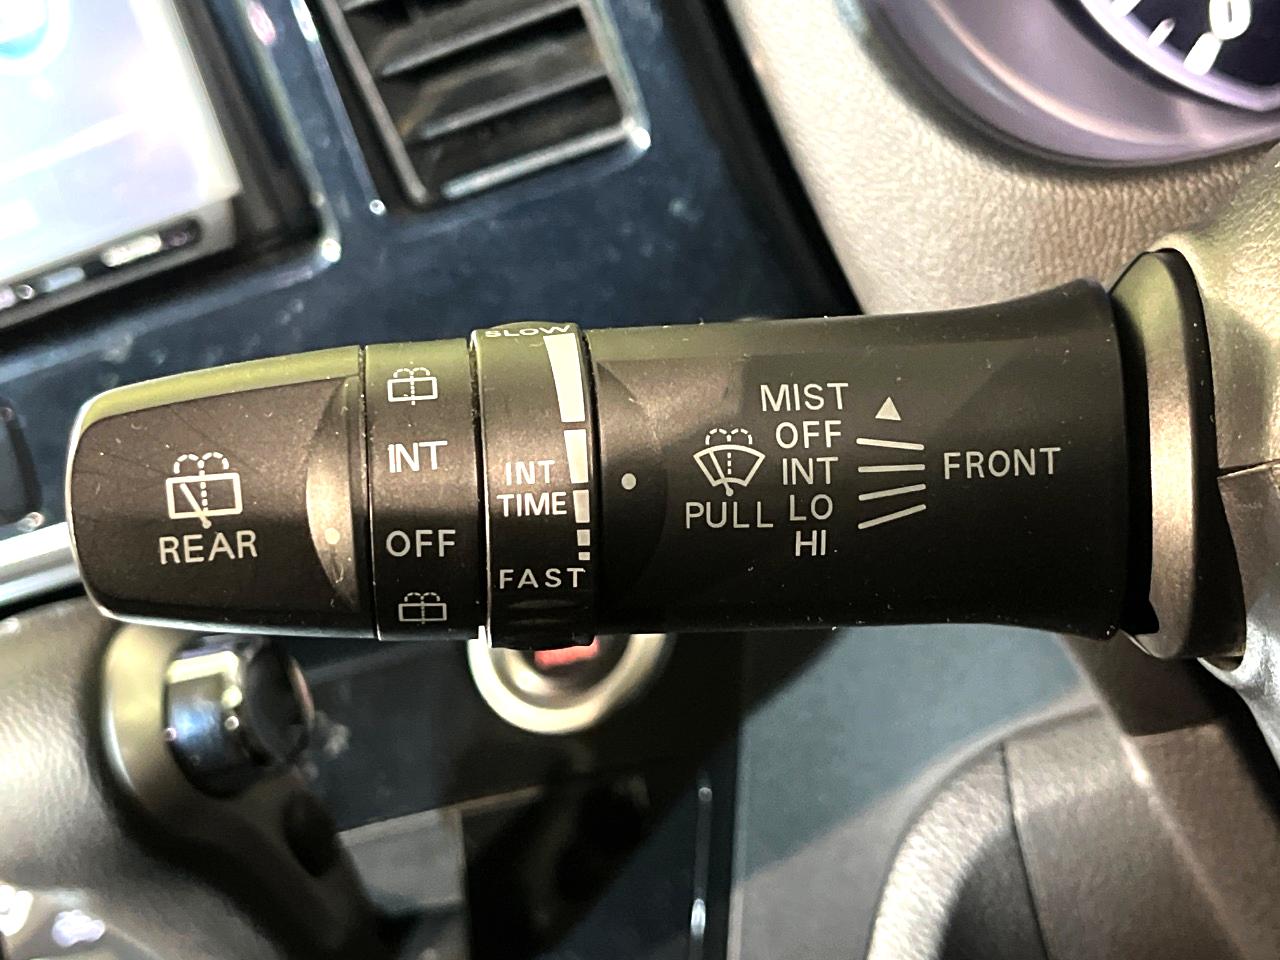 REAR
INT
OFF
SLOW
INT
TIME
FAST
PULL
MIST
OFF
INT
LO
HI
FRONT